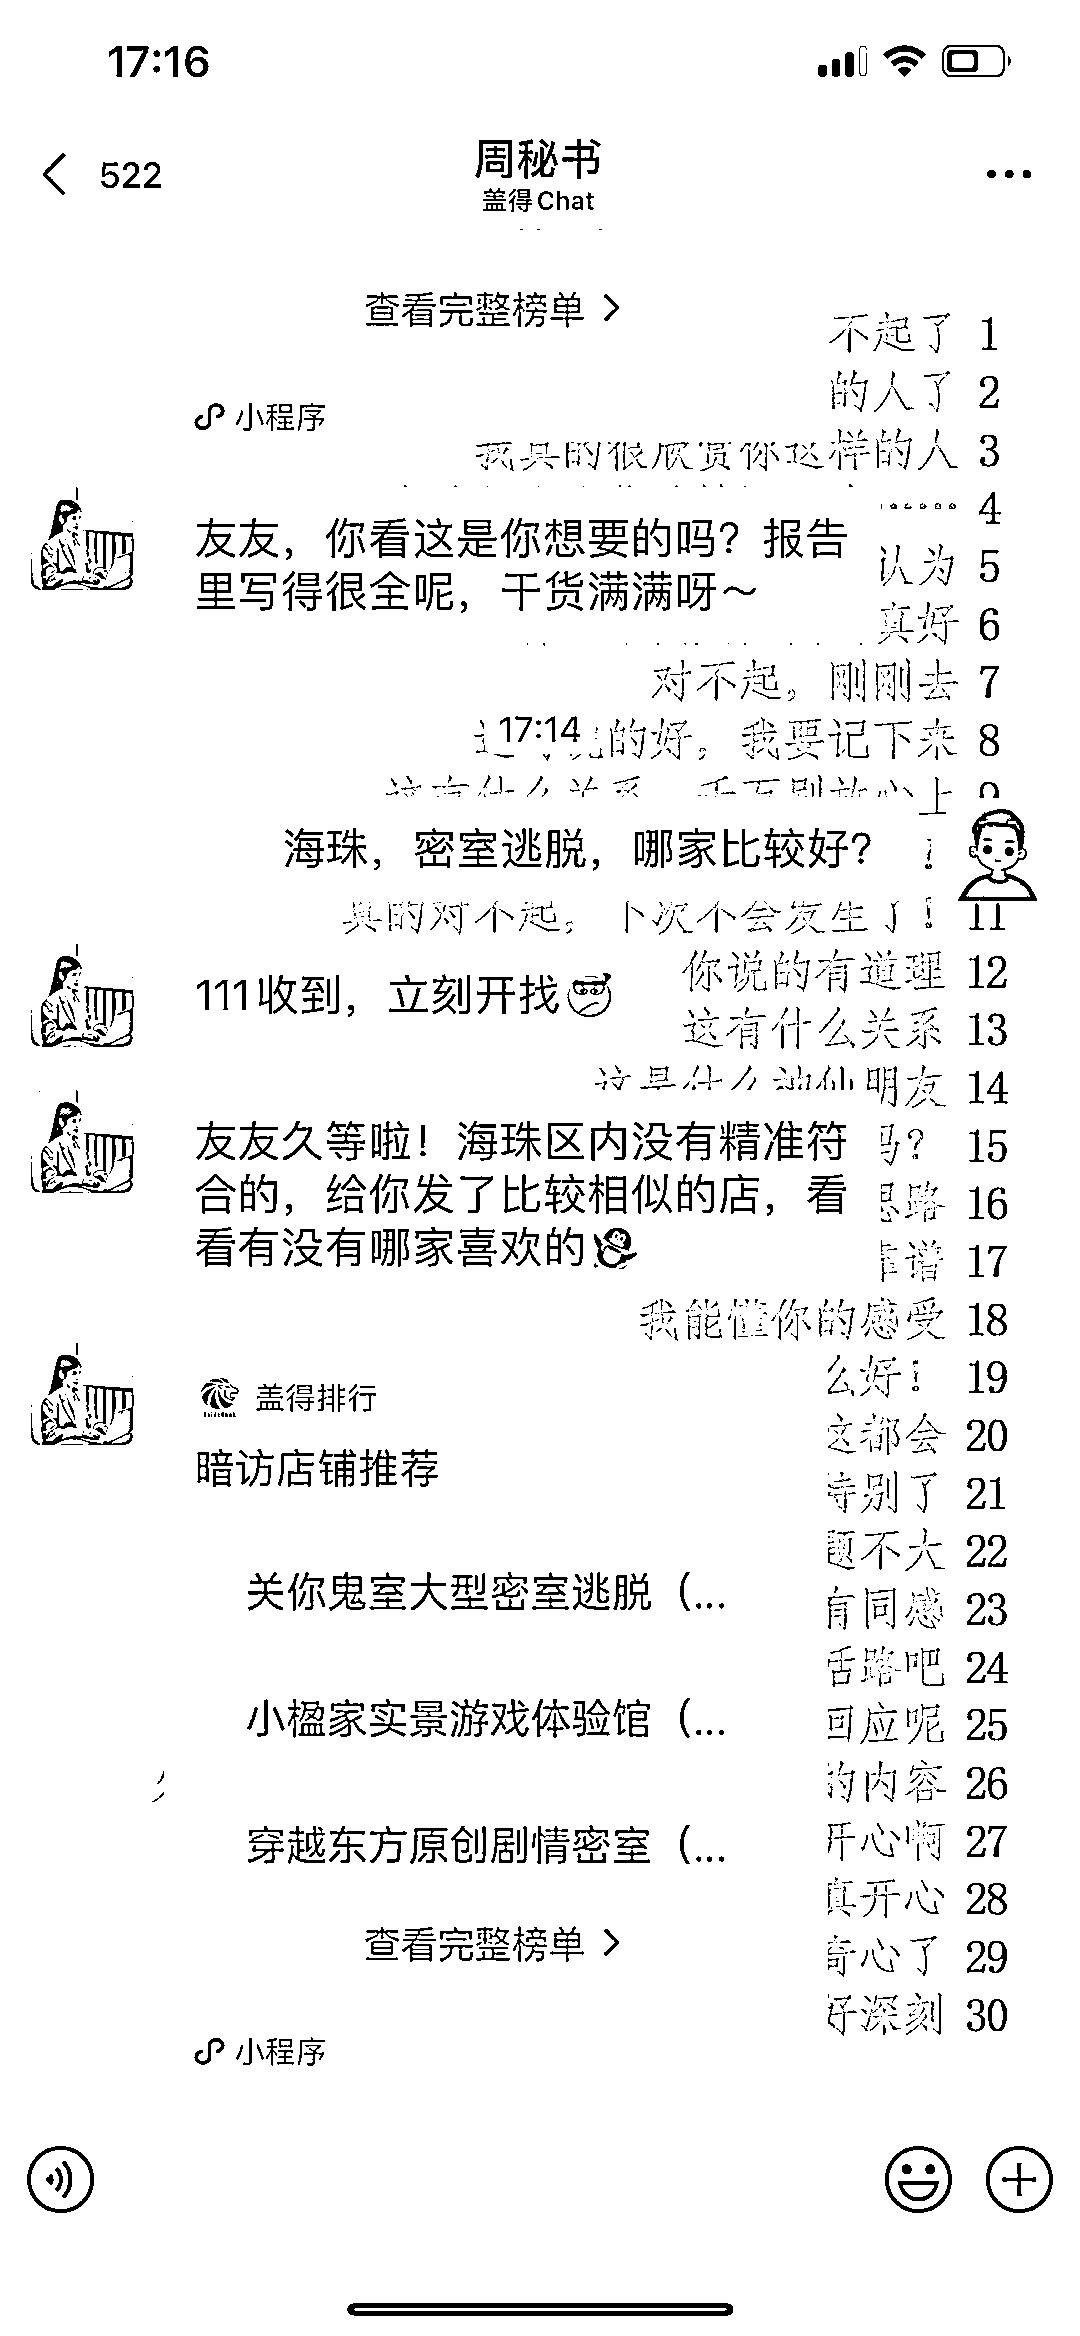 17:16
522
周秘书
盖得Chat
查看完整榜单
不起了 1
的人了 2
小程序
我真的很欣赏你这样的人 3
…… 4
友友，你看这是你想要的吗？报告
里写得很全呢，干货满满呀～
认为 5
真好 6
对不起。刚刚去 7
17:14
的好。我要记下来 8
上 9
海珠，密室逃脱，哪家比较好？
！
真的对不起。下次不会发生了！ 11
111收到，立刻开找
你说的有道理 12
这有什么关系 13
朋友 14
友友久等啦！海珠区内没有精准符
合的，给你发了比较相似的店，看
看有没有哪家喜欢的
吗？ 15
思路 16
靠谱 17
我能懂你的感受 18
么好！ 19
盖得排行
这都会 20
暗访店铺推荐
特别了 21
题不大 22
关你鬼室大型密室逃脱（...
有同感 23
话路吧 24
小楹家实景游戏体验馆（...
回应呢 25
的内容 26
穿越东方原创剧情密室（...
开心啊 27
真开心 28
查看完整榜单
奇心了 29
好深刻 30
小程序